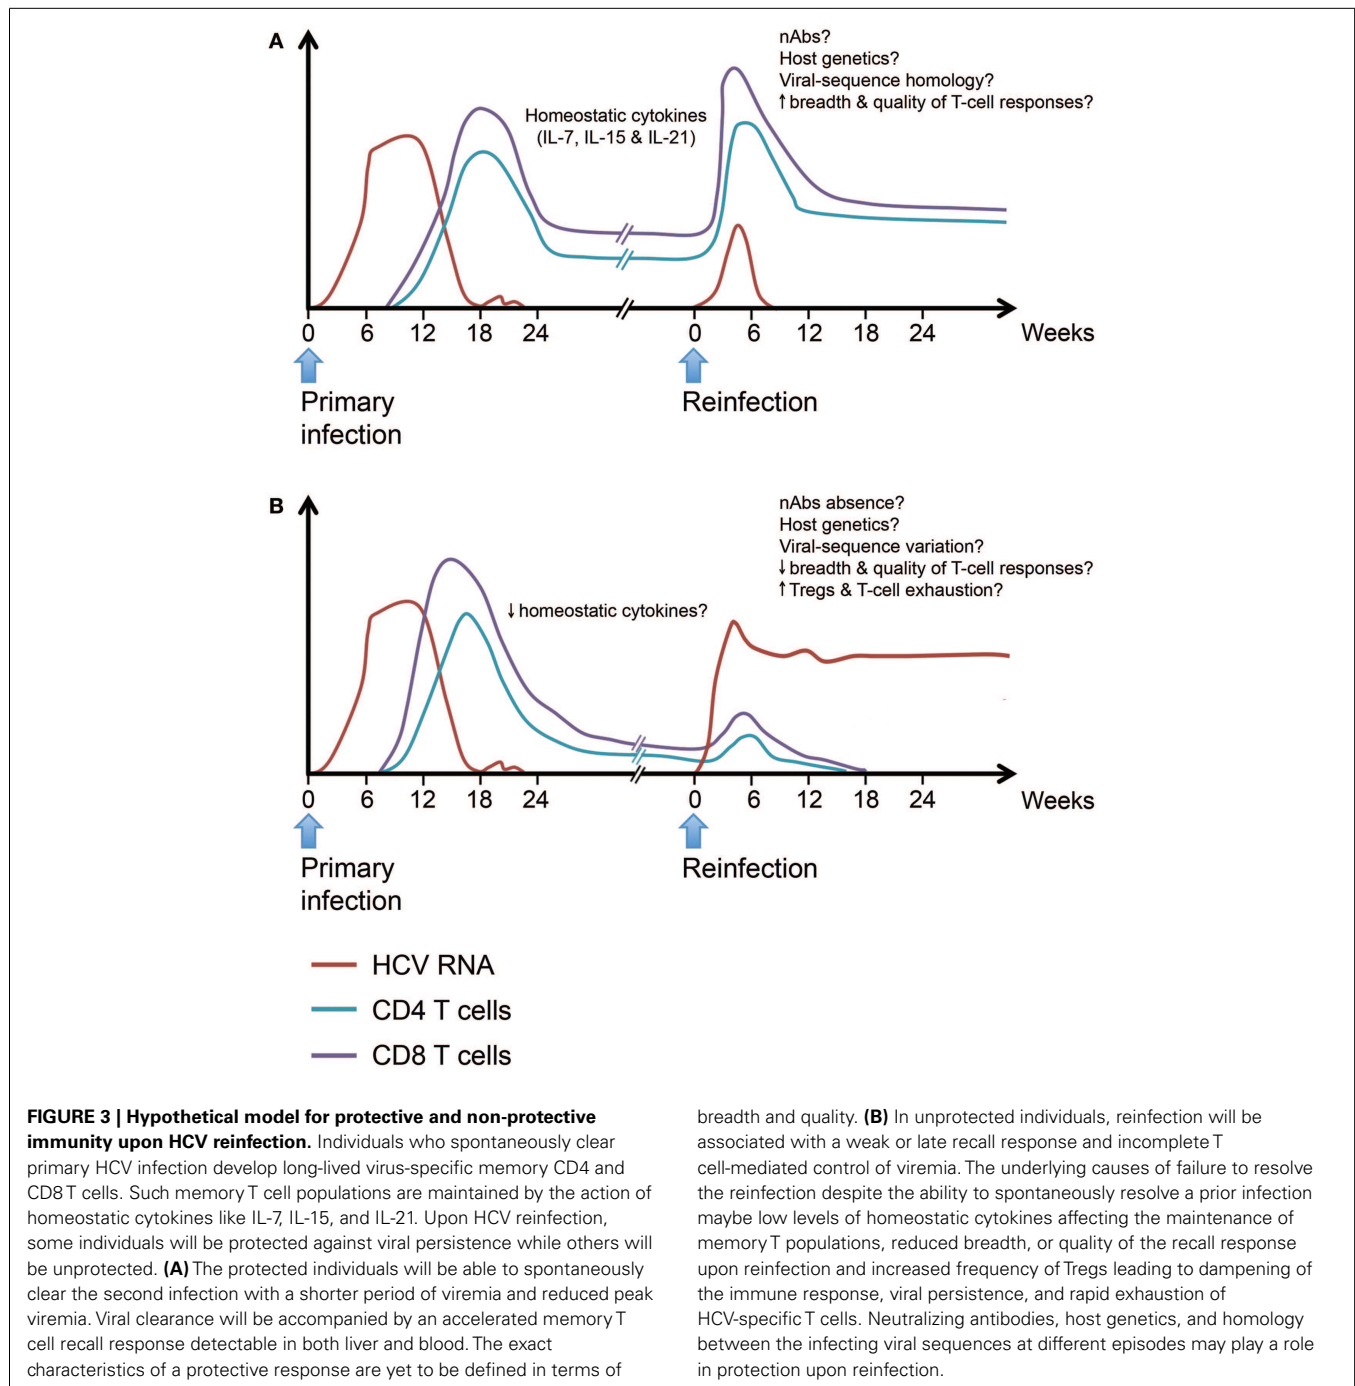 A
nAbs?
Host genetics?
Viral-sequence homology?
↑ breadth & quality of T-cell responses?
Homeostatic cytokines
(IL-7, IL-15 & IL-21)
0 6 12 18 24 0 6 12 18 24 Weeks
Primary
infection
Reinfection
B
nAbs absence?
Host genetics?
Viral-sequence variation?
↓ breadth & quality of T-cell responses?
↑ Tregs & T-cell exhaustion?
↓ homeostatic cytokines?
0 6 12 18 24 0 6 12 18 24 Weeks
Primary
infection
Reinfection
HCV RNA
CD4 T cells
CD8 T cells
FIGURE 3 | Hypothetical model for protective and non-protective
immunity upon HCV reinfection. Individuals who spontaneously clear
primary HCV infection develop long-lived virus-specific memory CD4 and
CD8 T cells. Such memory T cell populations are maintained by the action of
homeostatic cytokines like IL-7, IL-15, and IL-21. Upon HCV reinfection,
some individuals will be protected against viral persistence while others will
be unprotected. (A) The protected individuals will be able to spontaneously
clear the second infection with a shorter period of viremia and reduced peak
viremia. Viral clearance will be accompanied by an accelerated memory T
cell recall response detectable in both liver and blood. The exact
characteristics of a protective response are yet to be defined in terms of
breadth and quality. (B) In unprotected individuals, reinfection will be
associated with a weak or late recall response and incomplete T
cell-mediated control of viremia. The underlying causes of failure to resolve
the reinfection despite the ability to spontaneously resolve a prior infection
maybe low levels of homeostatic cytokines affecting the maintenance of
memory T populations, reduced breadth, or quality of the recall response
upon reinfection and increased frequency of Tregs leading to dampening of
the immune response, viral persistence, and rapid exhaustion of
HCV-specific T cells. Neutralizing antibodies, host genetics, and homology
between the infecting viral sequences at different episodes may play a role
in protection upon reinfection.